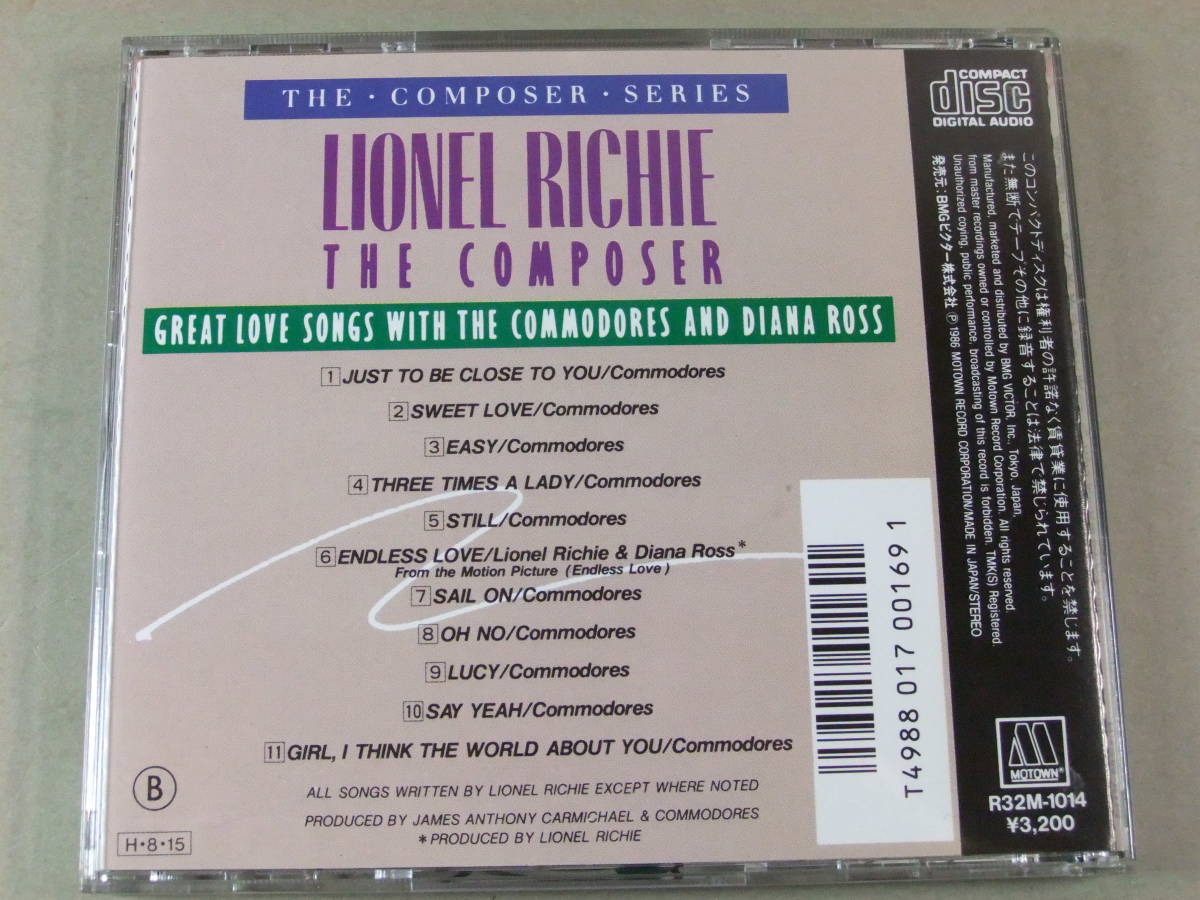 THE · COMPOSER · SERIES
LIONEL RICHIE
THE COMPOSER
GREAT LOVE SONGS WITH THE COMMODORES AND DIANA ROSS
1 JUST TO BE CLOSE TO YOU/Commodores
2 SWEET LOVE/Commodores
3 EASY/Commodores
4 THREE TIMES A LADY/Commodores
5 STILL/Commodores
6 ENDLESS LOVE/Lionel Richie & Diana Ross*
From the Motion Picture (Endless Love)
7 SAIL ON/Commodores
8 OH NO/Commodores
9 LUCY/Commodores
10 SAY YEAH/Commodores
11 GIRL, I THINK THE WORLD ABOUT YOU/Commodores
ALL SONGS WRITTEN BY LIONEL RICHIE EXCEPT WHERE NOTED
PRODUCED BY JAMES ANTHONY CARMICHAEL & COMMODORES
*PRODUCED BY LIONEL RICHIE
B
H·8·15
T4988 017 001699 1
COMPACT
disc
DIGITAL AUDIO
このコンパクトディスクは権利者の許諾なく賃貸業に使用することを禁じます。
また無断でテープその他に録音することは法律で禁じられています。
Manufactured, marketed and distributed by BMG VICTOR, Inc., Tokyo, Japan,
from master recordings owned or controlled by Motown Record Corporation. All rights reserved.
Unauthorized coying, public performance, broadcasting of this record is forbidden. TMK(S) Registered.
発売元:BMGビクター株式会社 Ⓟ 1986 MOTOWN RECORD CORPORATION/MADE IN JAPAN/STEREO
MOTOWN®
R32M-1014
¥3,200